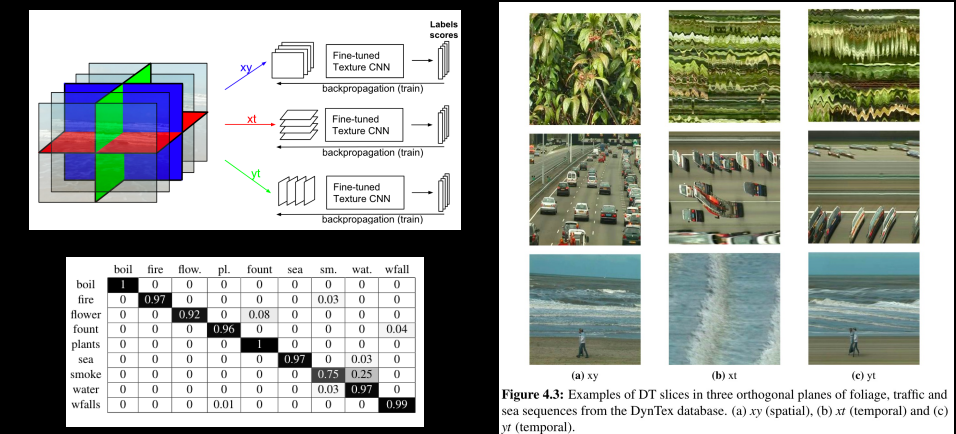 Labels
scores
xy
Fine-tuned
Texture CNN
backpropagation (train)
xt
Fine-tuned
Texture CNN
backpropagation (train)
yt
Fine-tuned
Texture CNN
backpropagation (train)
boil fire flow. pl. fount sea sm. wat. wfall
boil 1 0 0 0 0 0 0 0 0
fire 0 0.97 0 0 0 0 0.03 0 0
flower 0 0 0.92 0 0.08 0 0 0 0
fount 0 0 0 0.96 0 0 0 0 0.04
plants 0 0 0 0 1 0 0 0 0
sea 0 0 0 0 0 0.97 0 0.03 0
smoke 0 0 0 0 0 0 0.75 0.25 0
water 0 0 0 0 0 0 0.03 0.97 0
wfalls 0 0 0 0.01 0 0 0 0 0.99
(a) xy (b) xt (c) yt
Figure 4.3: Examples of DT slices in three orthogonal planes of foliage, traffic and
sea sequences from the DynTex database. (a) xy (spatial), (b) xt (temporal) and (c)
yt (temporal).